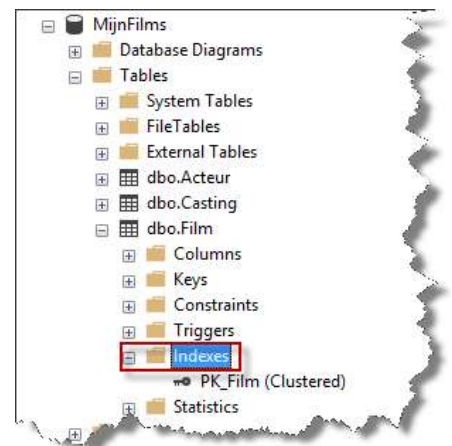 MijnFilms
Database Diagrams
Tables
System Tables
FileTables
External Tables
dbo.Acteur
dbo.Casting
dbo.Film
Columns
Keys
Constraints
Triggers
Indexes
PK_Film (Clustered)
Statistics